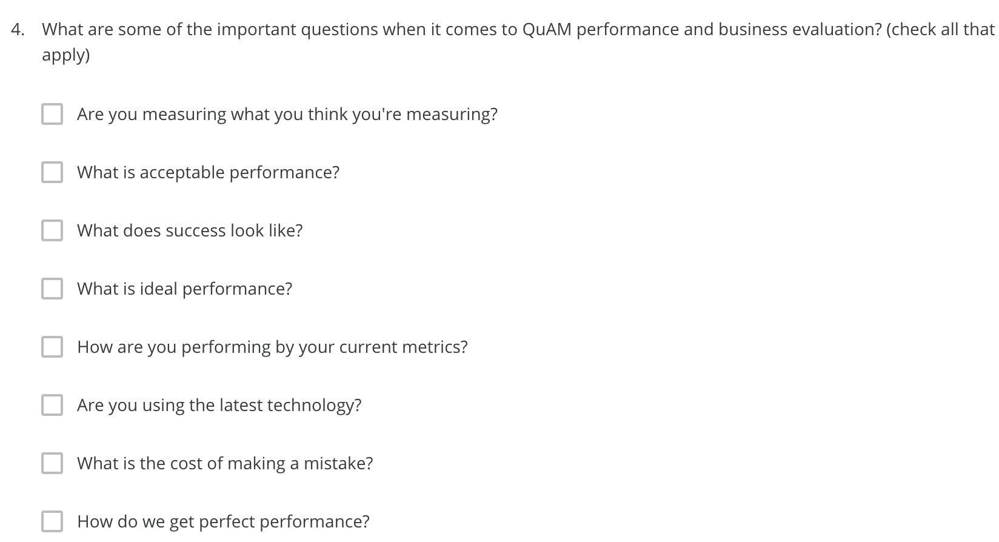 4. What are some of the important questions when it comes to QuAM performance and business evaluation? (check all that
apply)
Are you measuring what you think you're measuring?
What is acceptable performance?
What does success look like?
What is ideal performance?
How are you performing by your current metrics?
Are you using the latest technology?
What is the cost of making a mistake?
How do we get perfect performance?